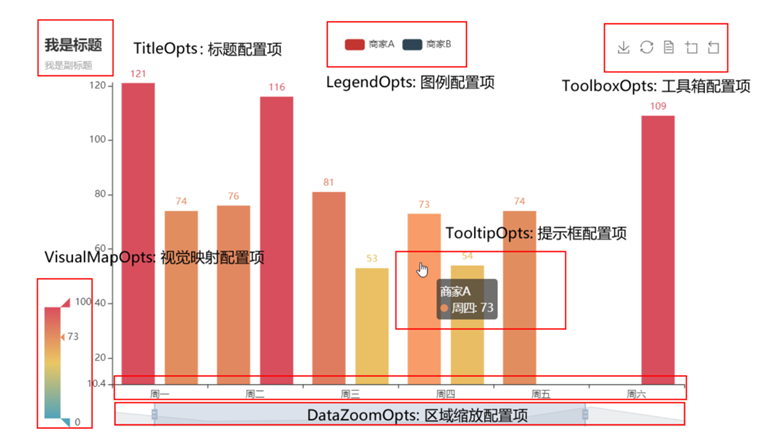 我是标题
我是副标题
TitleOpts: 标题配置项
商家A 商家B
LegendOpts: 图例配置项
ToolboxOpts: 工具箱配置项
121
116
109
120
100
80
60
40
20
10.4
74
76
81
53
73
54
74
TooltipOpts: 提示框配置项
VisualMapOpts: 视觉映射配置项
商家A
周四: 73
100
73
0
周一 周二 周三 周四 周五 周六
DataZoomOpts: 区域缩放配置项